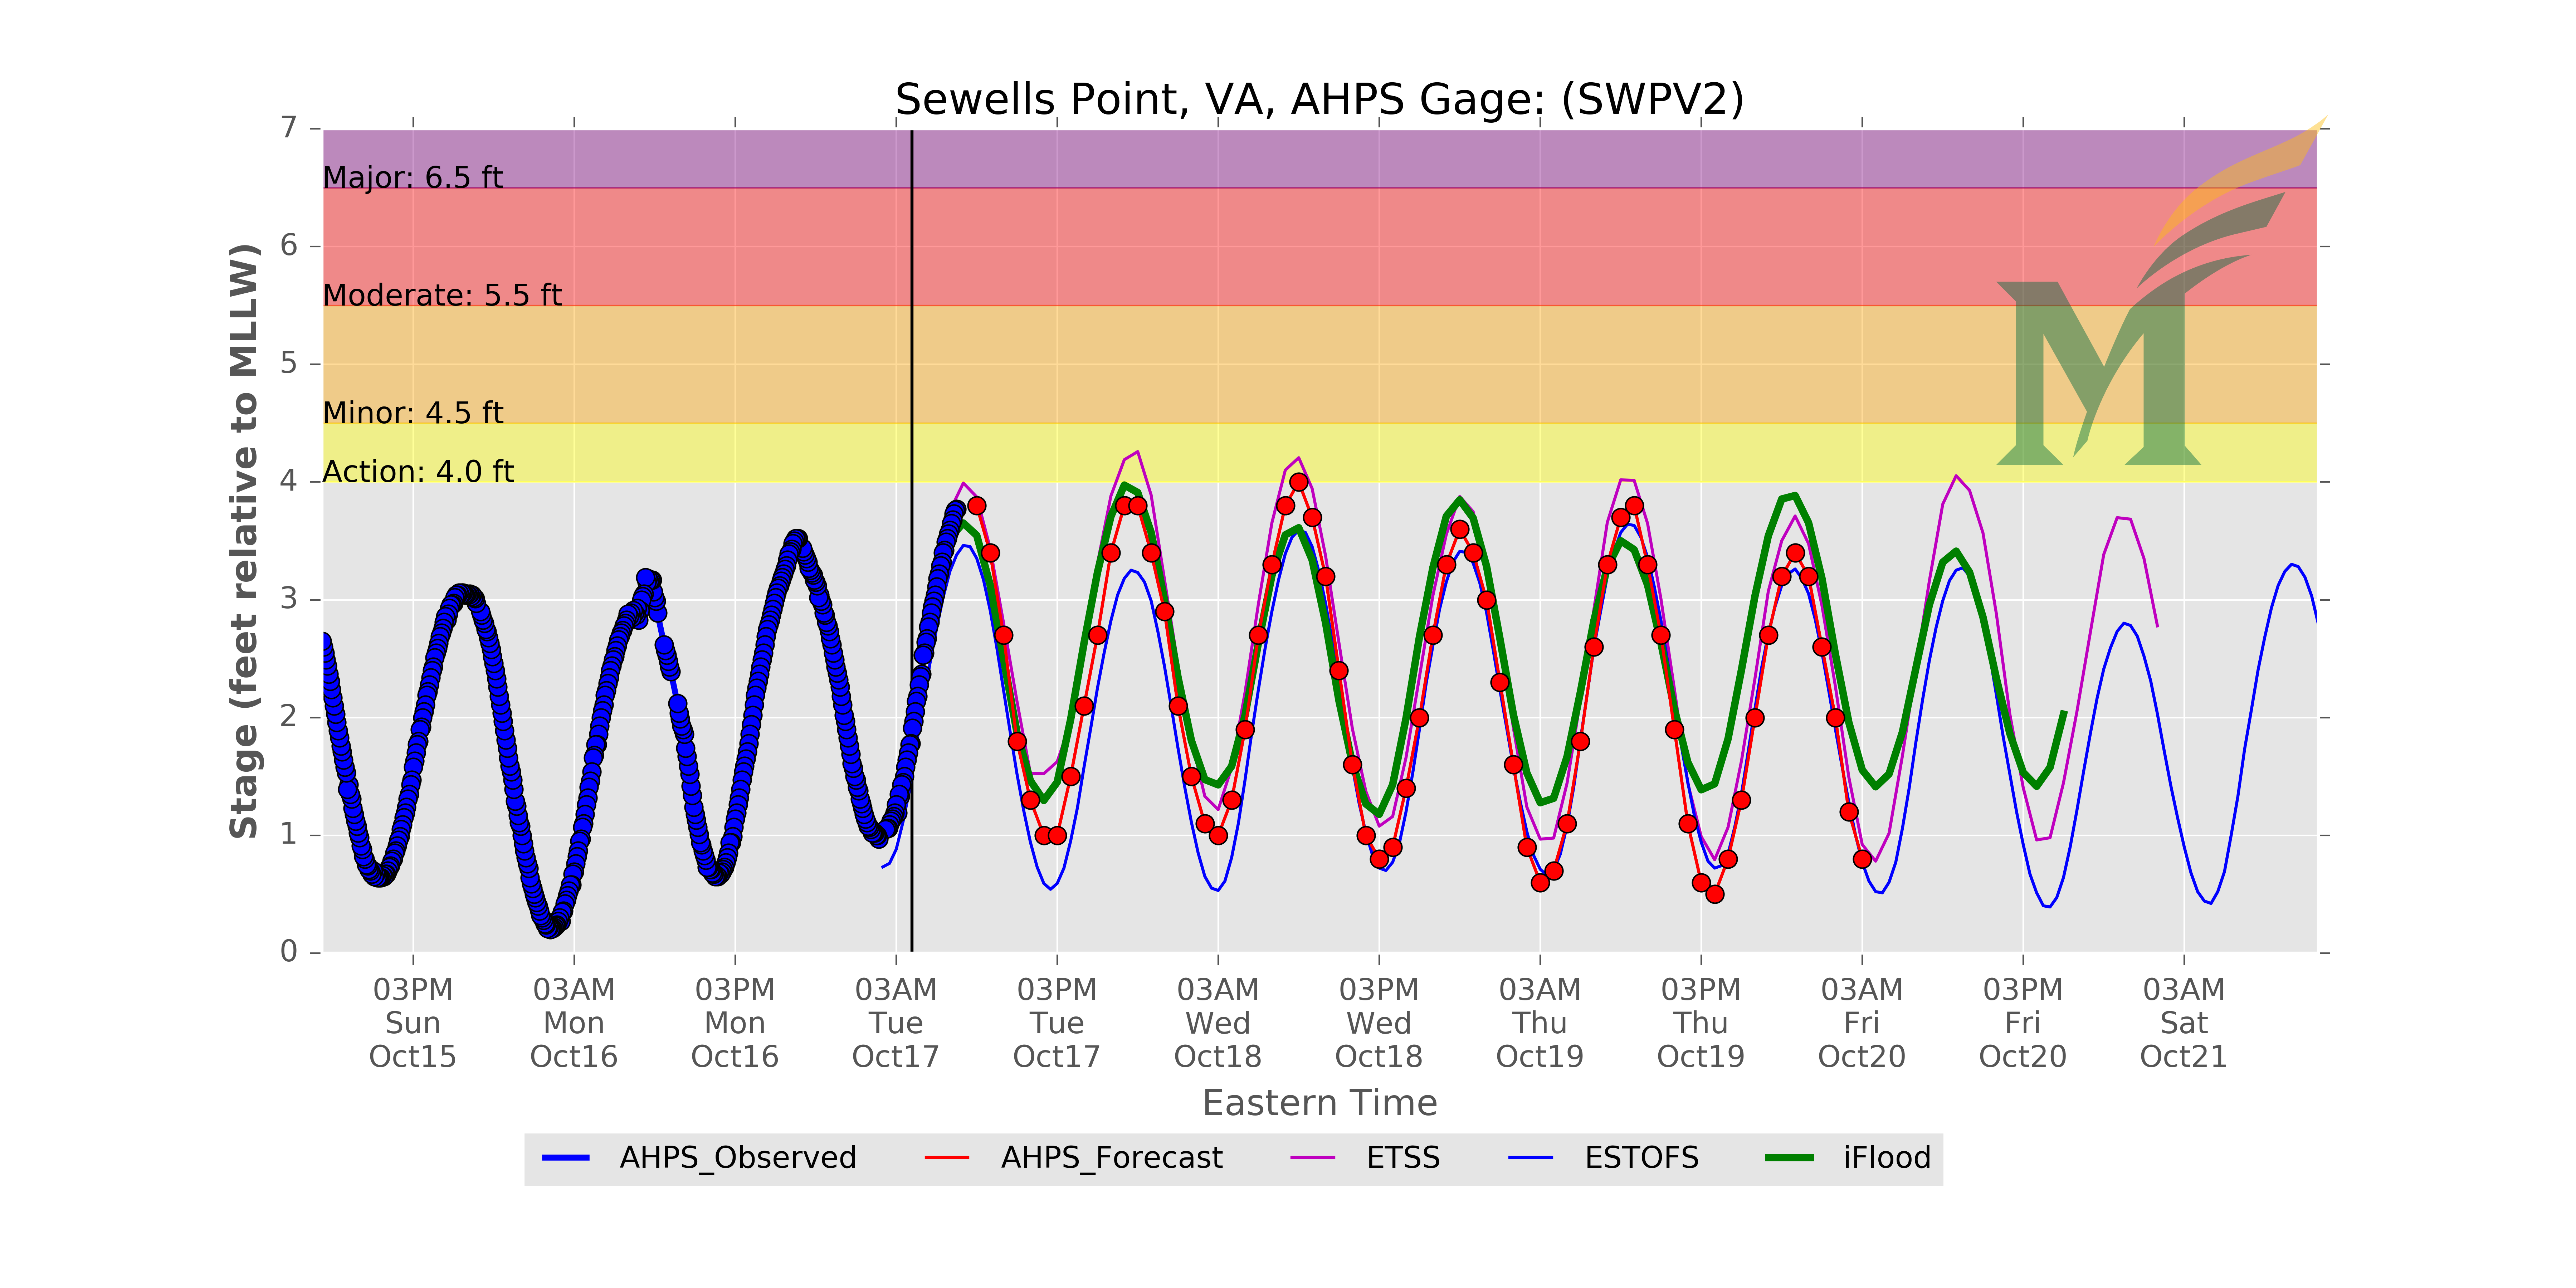 Sewells Point, VA, AHPS Gage: (SWPV2)
Stage (feet relative to MLLW)
7
6
5
4
3
2
1
0
Major: 6.5 ft
Moderate: 5.5 ft
Minor: 4.5 ft
Action: 4.0 ft
03PM 03AM 03PM 03AM 03PM 03AM 03PM 03AM 03PM 03AM 03PM 03AM
Sun Mon Mon Tue Tue Wed Wed Thu Thu Fri Fri Sat
Oct15 Oct16 Oct16 Oct17 Oct17 Oct18 Oct18 Oct19 Oct19 Oct20 Oct20 Oct21
Eastern Time
AHPS_Observed AHPS_Forecast ETSS ESTOFS iFlood
M